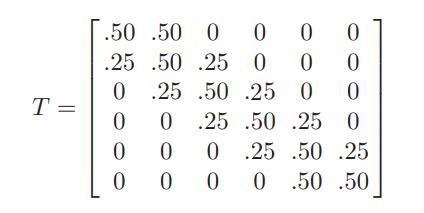 .50 .50 0 0 0 0
.25 .50 .25 0 0 0
0 .25 .50 .25 0 0
T = 0 0 .25 .50 .25 0
0 0 0 .25 .50 .25
0 0 0 0 .50 .50